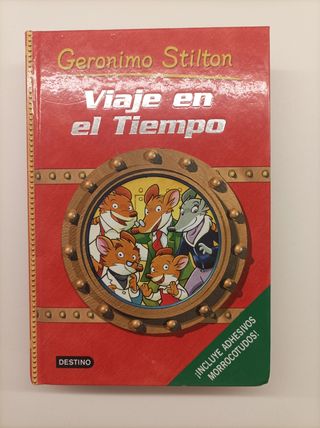 Geronimo Stilton
Viaje en
el Tiempo
DESTINO
¡INCLUYE ADHESIVOS
MORROCOTUDOS!